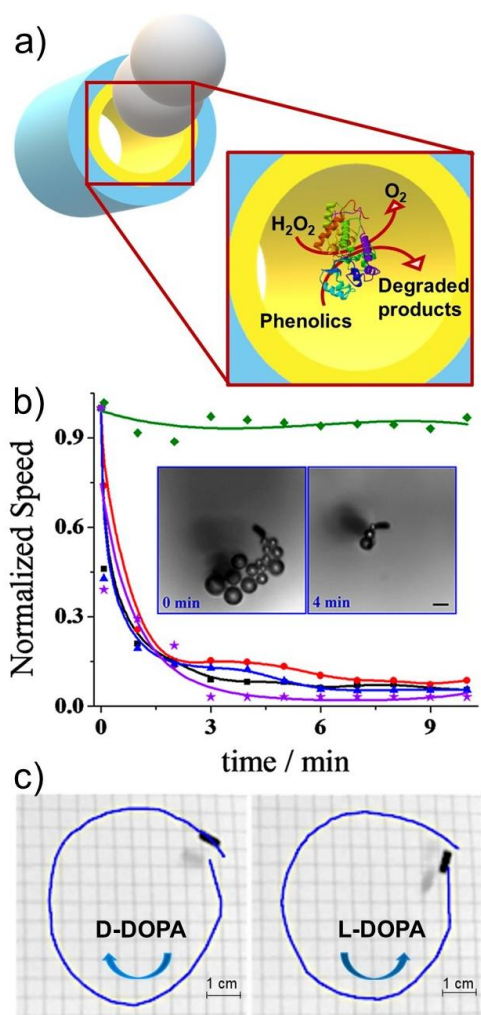 a)
O₂
H₂O₂
Phenolics
Degraded
products
b)
Normalized Speed
0.9
0.6
0.3
0.0
0 min
4 min
0
3
6
9
time / min
c)
D-DOPA
1 cm
L-DOPA
1 cm